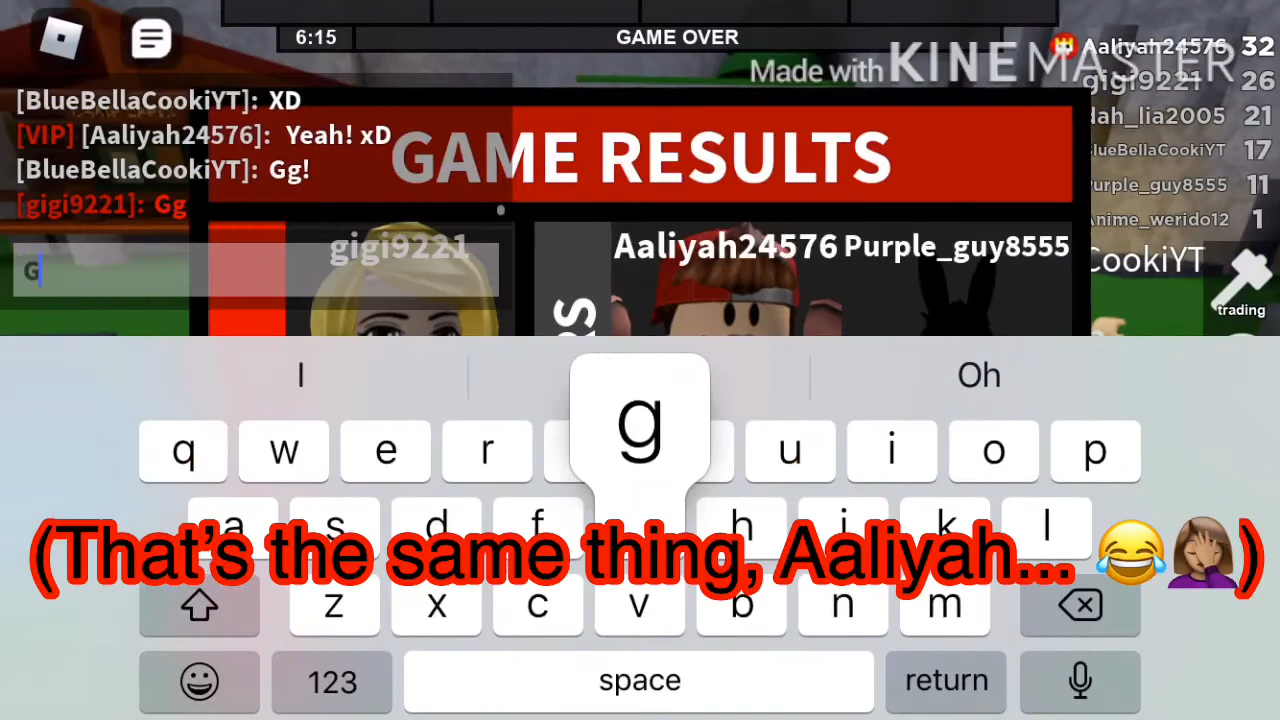 6:15
GAME OVER
Made with KINEMASTER
Aaliyah24576 32
gigi9221 26
dah_lia2005 21
BlueBellaCookiYT 17
Purple_guy8555 11
Anime_werido12 1
CookiYT
trading
[BlueBellaCookiYT]: XD
[VIP] [Aaliyah24576]: Yeah! xD
[BlueBellaCookiYT]: Gg!
[gigi9221]: Gg
G
GAME RESULTS
gigi9221
Aaliyah24576
Purple_guy8555
I
Oh
g
q w e r u i o p
a s d f h j k l
(That's the same thing, Aaliyah... 😂🤦🏽‍♀️)
z x c v b n m
123 space return